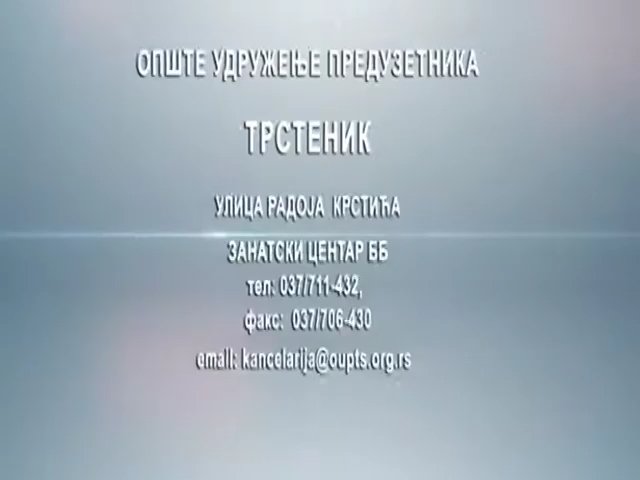 ОПШТЕ УДРУЖЕЊЕ ПРЕДУЗЕТНИКА
ТРСТЕНИК
УЛИЦА РАДОЈА КРСТИЋА
ЗАНАТСКИ ЦЕНТАР ББ
тел: 037/711-432,
факс: 037/706-430
email: kancelarija@oupts.org.rs